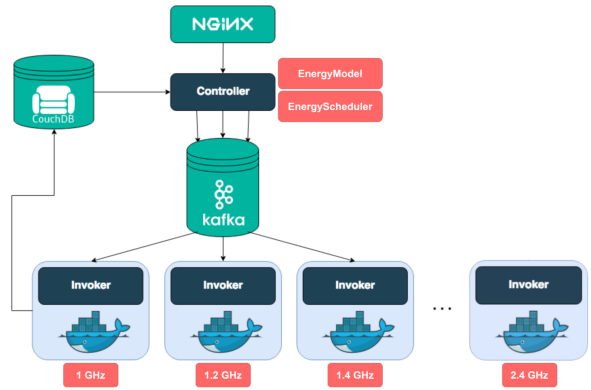 NGiNX
EnergyModel
Controller
EnergyScheduler
CouchDB
kafka
Invoker
Invoker
Invoker
Invoker
...
1 GHz
1.2 GHz
1.4 GHz
2.4 GHz